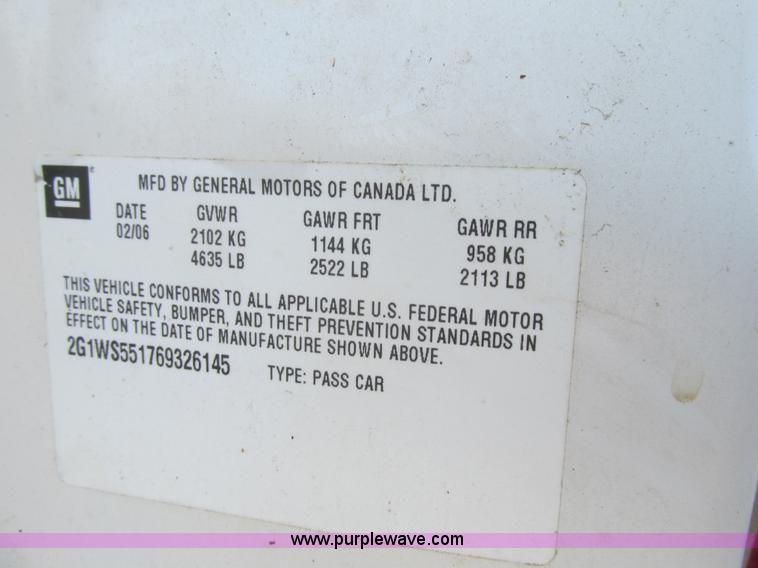 GM
MFD BY GENERAL MOTORS OF CANADA LTD.
DATE GVWR GAWR FRT GAWR RR
02/06 2102 KG 1144 KG 958 KG
4635 LB 2522 LB 2113 LB
THIS VEHICLE CONFORMS TO ALL APPLICABLE U.S. FEDERAL MOTOR
VEHICLE SAFETY, BUMPER, AND THEFT PREVENTION STANDARDS IN
EFFECT ON THE DATE OF MANUFACTURE SHOWN ABOVE.
2G1WS551769326145 TYPE: PASS CAR
www.purplewave.com